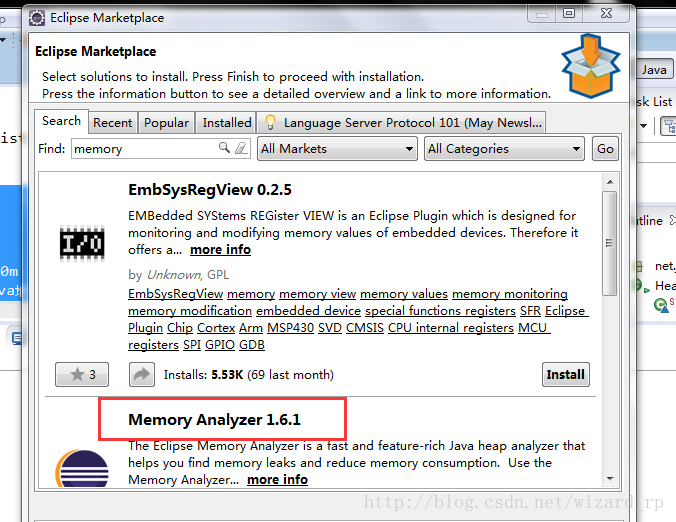 Eclipse Marketplace
Eclipse Marketplace
Select solutions to install. Press Finish to proceed with installation.
Press the information button to see a detailed overview and a link to more information.
Java
sk List
Search Recent Popular Installed Language Server Protocol 101 (May Newsl...
ist
Find: memory All Markets All Categories Go
EmbSysRegView 0.2.5
EMBedded SYStems REGister VIEW is an Eclipse Plugin which is designed for
monitoring and modifying memory values of embedded devices. Therefore it
offers a... more info
utline
I/O
by Unknown, GPL
net.
0m
Hea
EmbSysRegView memory memory view memory values memory monitoring
vat
S
memory modification embedded device special functions registers SFR Eclipse
Plugin Chip Cortex Arm MSP430 SVD CMSIS CPU internal registers MCU
registers SPI GPIO GDB
3 Installs: 5.53K (69 last month) Install
Memory Analyzer 1.6.1
The Eclipse Memory Analyzer is a fast and feature-rich Java heap analyzer that
helps you find memory leaks and reduce memory consumption. Use the
Memory Analyzer... more info
http://blog.csdn.net/wizard_rp